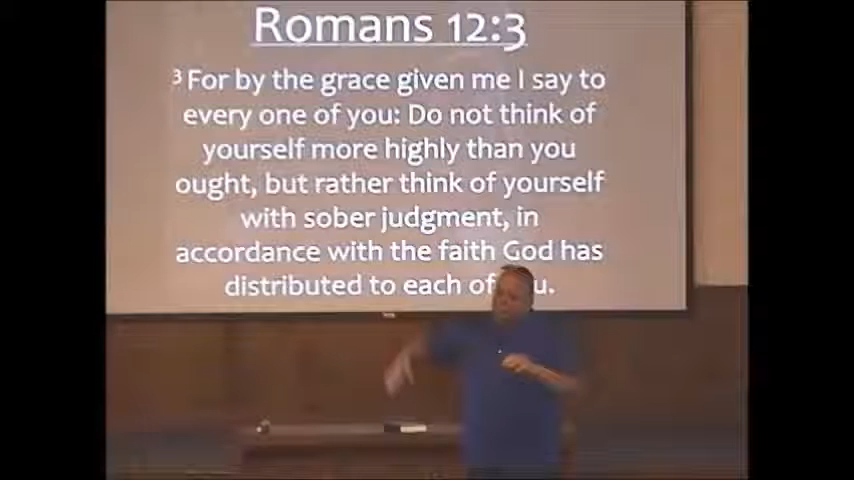 Romans 12:3
³ For by the grace given me I say to
every one of you: Do not think of
yourself more highly than you
ought, but rather think of yourself
with sober judgment, in
accordance with the faith God has
distributed to each of